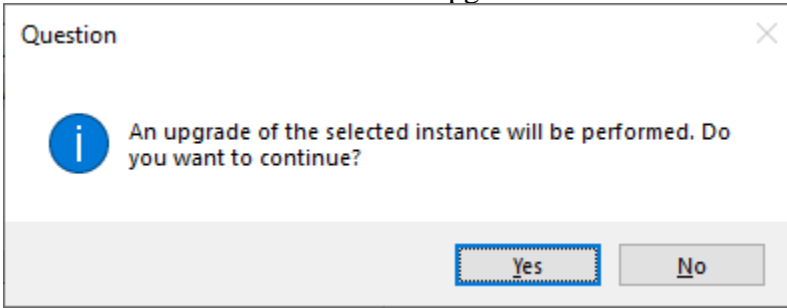 Question
An upgrade of the selected instance will be performed. Do
you want to continue?
Yes
No